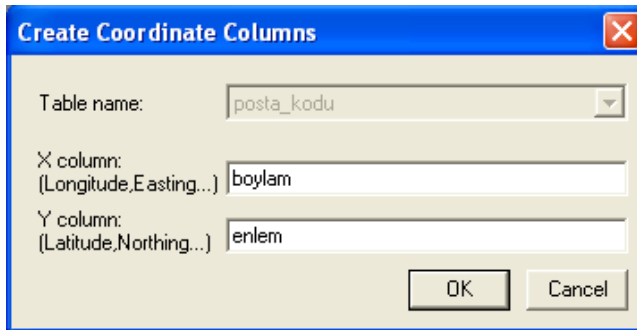 Create Coordinate Columns
Table name:
posta_kodu
X column:
(Longitude,Easting...)
boylam
Y column:
(Latitude,Northing...)
enlem
OK
Cancel